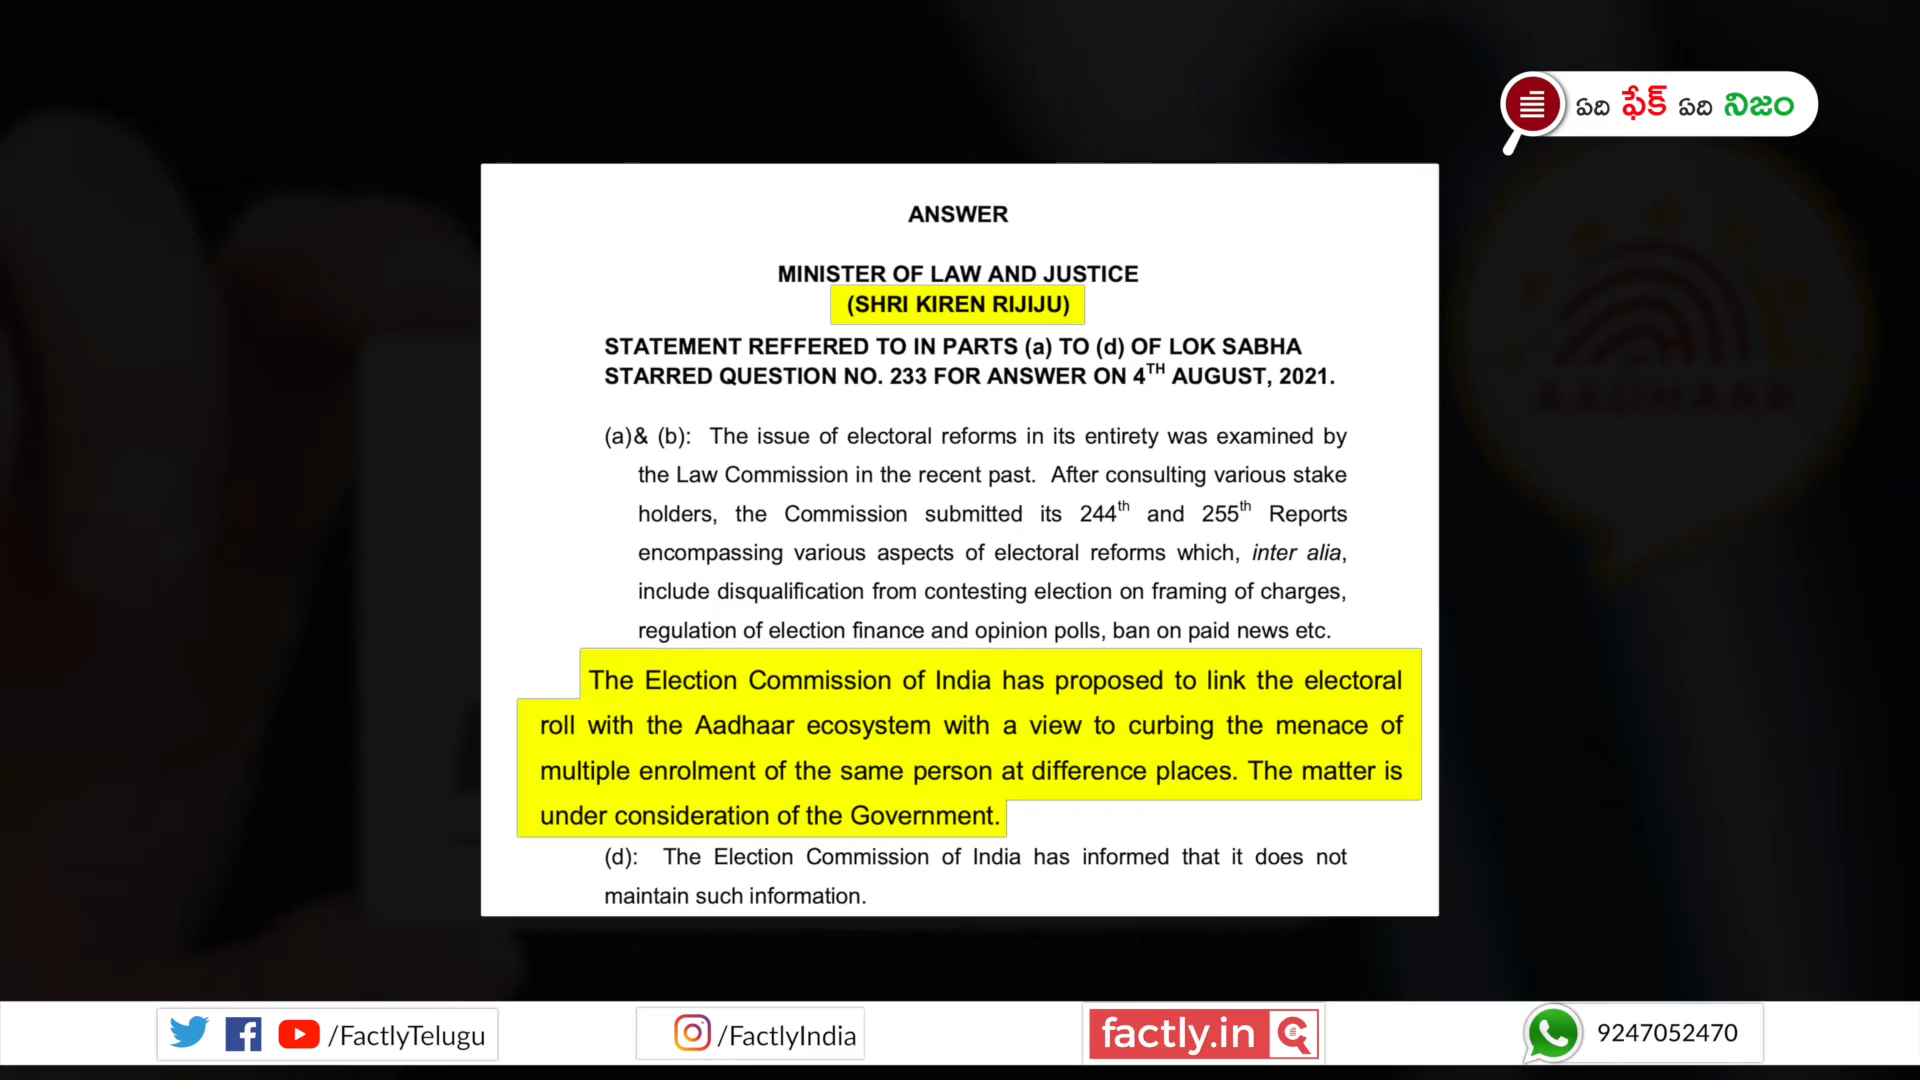 ఏది ఫేక్ ఏది నిజం
ANSWER
MINISTER OF LAW AND JUSTICE
(SHRI KIREN RIJIJU)
STATEMENT REFFERED TO IN PARTS (a) TO (d) OF LOK SABHA
STARRED QUESTION NO. 233 FOR ANSWER ON 4TH AUGUST, 2021.
(a)& (b): The issue of electoral reforms in its entirety was examined by
the Law Commission in the recent past. After consulting various stake
holders, the Commission submitted its 244th and 255th Reports
encompassing various aspects of electoral reforms which, inter alia,
include disqualification from contesting election on framing of charges,
regulation of election finance and opinion polls, ban on paid news etc.
The Election Commission of India has proposed to link the electoral
roll with the Aadhaar ecosystem with a view to curbing the menace of
multiple enrolment of the same person at difference places. The matter is
under consideration of the Government.
(d): The Election Commission of India has informed that it does not
maintain such information.
AADHAAR
/FactlyTelugu
/FactlyIndia
factly.in
9247052470